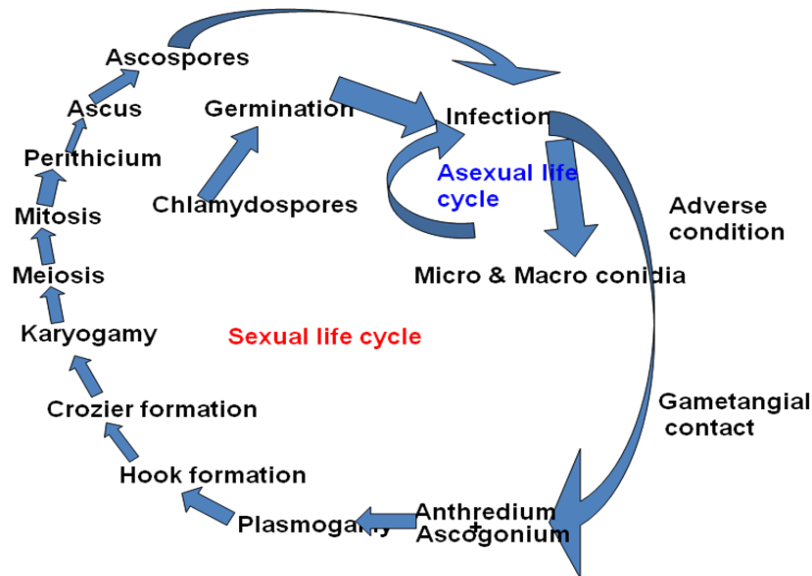 Ascospores
Ascus
Germination
Infection
Perithicium
Asexual life
cycle
Chlamydospores
Mitosis
Adverse
condition
Meiosis
Micro & Macro conidia
Karyogamy
Sexual life cycle
Crozier formation
Gametangial
contact
Hook formation
Plasmogamy
Anthredium
+
Ascogonium